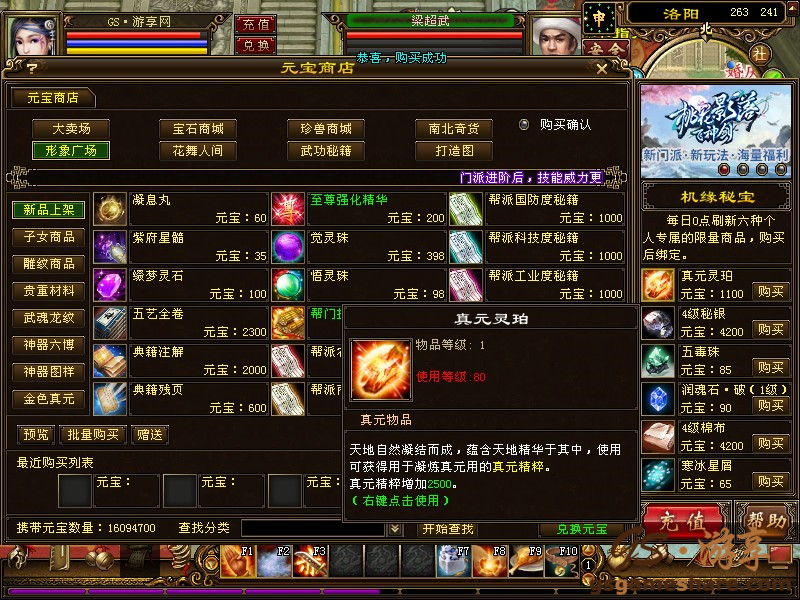 GS·游享网
充值
兑换
梁超武
洛阳
263 241
北
申
社
安全
恭喜，购买成功
?
元宝商店
元宝商店
大卖场
宝石商城
珍兽商城
南北奇货
购买确认
形象广场
花舞人间
武功秘籍
打造图
门派进阶后，技能威力更
新品上架
子女商品
雕纹商品
贵重材料
武魂龙纹
神器六博
神器图样
金色真元
凝息丸
元宝：60
至尊强化精华
元宝：200
帮派国防度秘籍
元宝：1000
紫府星髓
元宝：35
觉灵珠
元宝：398
帮派科技度秘籍
元宝：1000
缀梦灵石
元宝：100
悟灵珠
元宝：98
帮派工业度秘籍
元宝：1000
五艺全卷
元宝：2300
典籍注解
元宝：2000
典籍残页
元宝：600
真元灵珀
物品等级：1
使用等级:80
真元物品
天地自然凝结而成，蕴含天地精华于其中，使用
可获得用于凝炼真元用的真元精粹。
真元精粹增加2500。
（右键点击使用）
预览
批量购买
赠送
最近购买列表
元宝：
元宝：
元宝：
携带元宝数量：16094700
查找分类
开始查找
兑换元宝
新门派·新玩法·海量福利
机缘秘宝
每日0点刷新六种个
人专属的限量商品，购买
后绑定。
真元灵珀
元宝：1100
购买
4级秘银
元宝：4200
购买
五毒珠
元宝：85
购买
润魂石·破（1级）
元宝：90
购买
4级棉布
元宝：4200
购买
寒冰星屑
元宝：65
购买
充值
帮助
F1
F2
F3
F7
F8
F9
F10
1